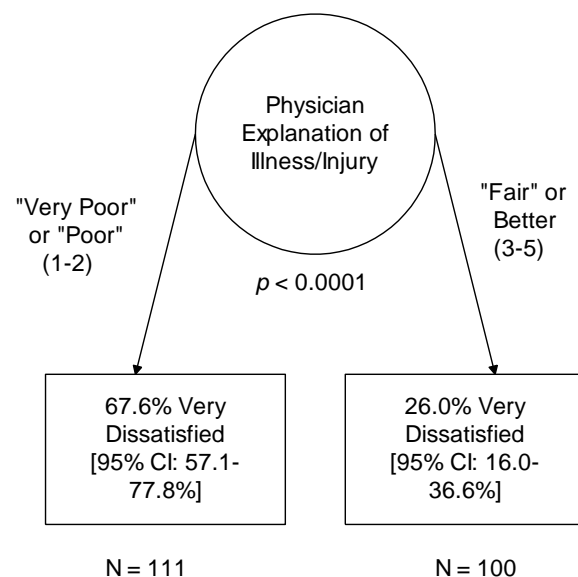 Physician
Explanation of
Illness/Injury
"Very Poor"
or "Poor"
(1-2)
"Fair" or
Better
(3-5)
p < 0.0001
67.6% Very
Dissatisfied
[95% CI: 57.1-
77.8%]
26.0% Very
Dissatisfied
[95% CI: 16.0-
36.6%]
N = 111
N = 100